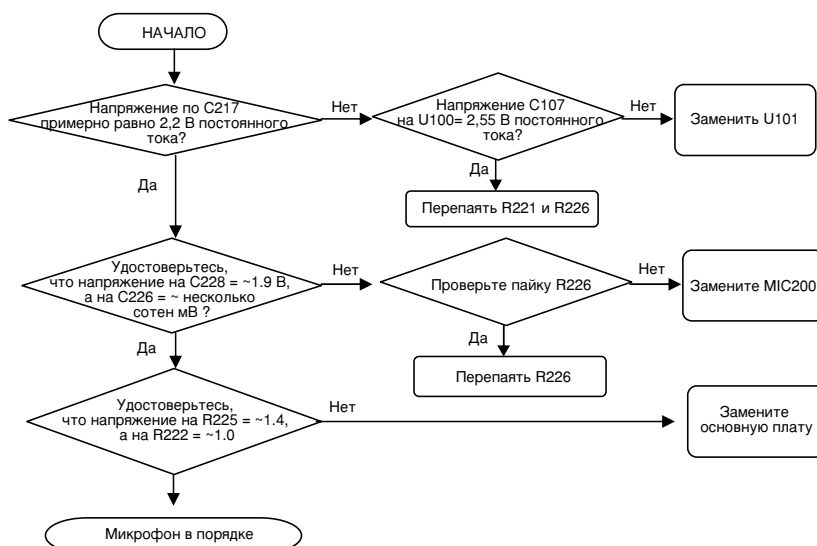 НАЧАЛО
Напряжение по C217
примерно равно 2,2 В постоянного
тока?
Нет
Напряжение C107
на U100= 2,55 В постоянного
тока?
Нет
Заменить U101
Да
Да
Перепаять R221 и R226
Удостоверьтесь,
что напряжение на C228 = ~1.9 В,
а на C226 = ~ несколько
сотен мВ ?
Нет
Проверьте пайку R226
Нет
Замените MIC200
Да
Да
Перепаять R226
Удостоверьтесь,
что напряжение на R225 = ~1.4,
а на R222 = ~1.0
Нет
Замените
основную плату
Микрофон в порядке